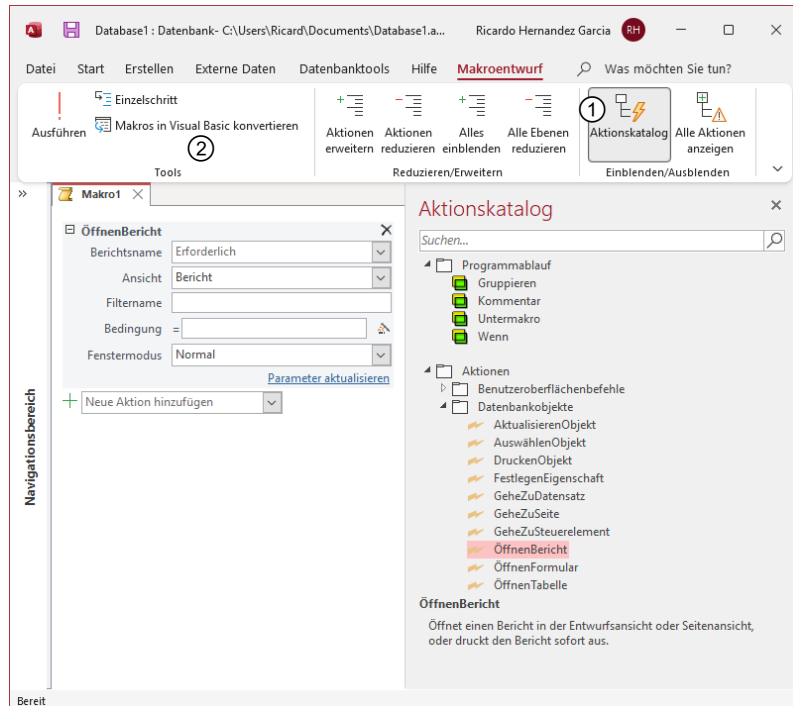 Database1 : Datenbank- C:\Users\Ricard\Documents\Database1.a... Ricardo Hernandez Garcia RH
Datei Start Erstellen Externe Daten Datenbanktools Hilfe Makroentwurf Was möchten Sie tun?
Ausführen
Einzelschritt
Makros in Visual Basic konvertieren
2
Tools
Aktionen erweitern
Aktionen reduzieren
Alles einblenden
Alle Ebenen reduzieren
Reduzieren/Erweitern
1
Aktionskatalog
Alle Aktionen anzeigen
Einblenden/Ausblenden
»
Navigationsbereich
Makro1
ÖffnenBericht
Berichtsname Erforderlich
Ansicht Bericht
Filtername
Bedingung =
Fenstermodus Normal
Parameter aktualisieren
Neue Aktion hinzufügen
Aktionskatalog
Suchen...
Programmablauf
Gruppieren
Kommentar
Untermakro
Wenn
Aktionen
Benutzeroberflächenbefehle
Datenbankobjekte
AktualisierenObjekt
AuswählenObjekt
DruckenObjekt
FestlegenEigenschaft
GeheZuDatensatz
GeheZuSeite
GeheZuSteuerelement
ÖffnenBericht
ÖffnenFormular
ÖffnenTabelle
ÖffnenBericht
Öffnet einen Bericht in der Entwurfsansicht oder Seitenansicht,
oder druckt den Bericht sofort aus.
Bereit